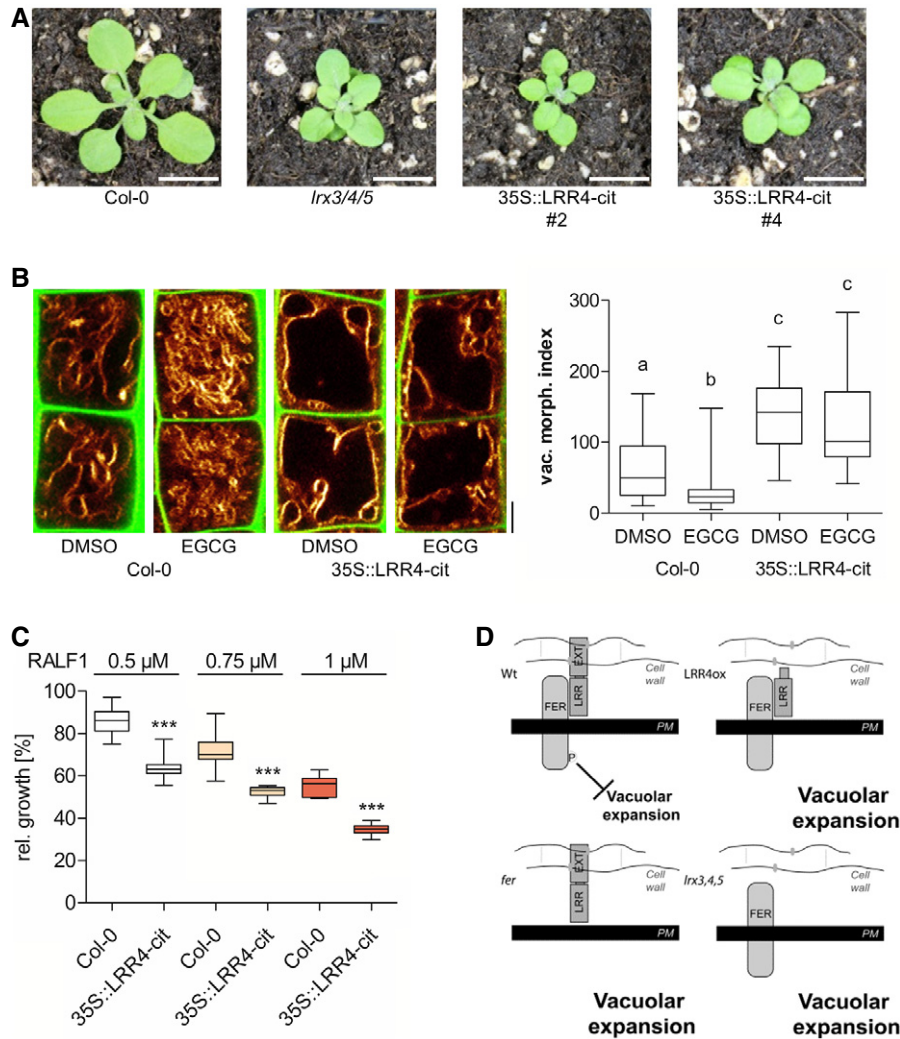 A
Col-0
lrx3/4/5
35S::LRR4-cit
#2
35S::LRR4-cit
#4
B
DMSO
EGCG
DMSO
EGCG
Col-0
35S::LRR4-cit
vac. morph. index
300
200
100
0
a
b
c
c
DMSO
EGCG
DMSO
EGCG
Col-0
35S::LRR4-cit
C
RALF1
0.5 µM
0.75 µM
1 µM
rel. growth [%]
100
80
60
40
20
0
***
***
***
Col-0
35S::LRR4-cit
Col-0
35S::LRR4-cit
Col-0
35S::LRR4-cit
D
Wt
EXT
LRR
FER
Cell
wall
PM
P
Vacuolar
expansion
LRR4ox
FER
LRR
Cell
wall
PM
Vacuolar
expansion
fer
EXT
LRR
Cell
wall
PM
Vacuolar
expansion
lrx3,4,5
FER
Cell
wall
PM
Vacuolar
expansion